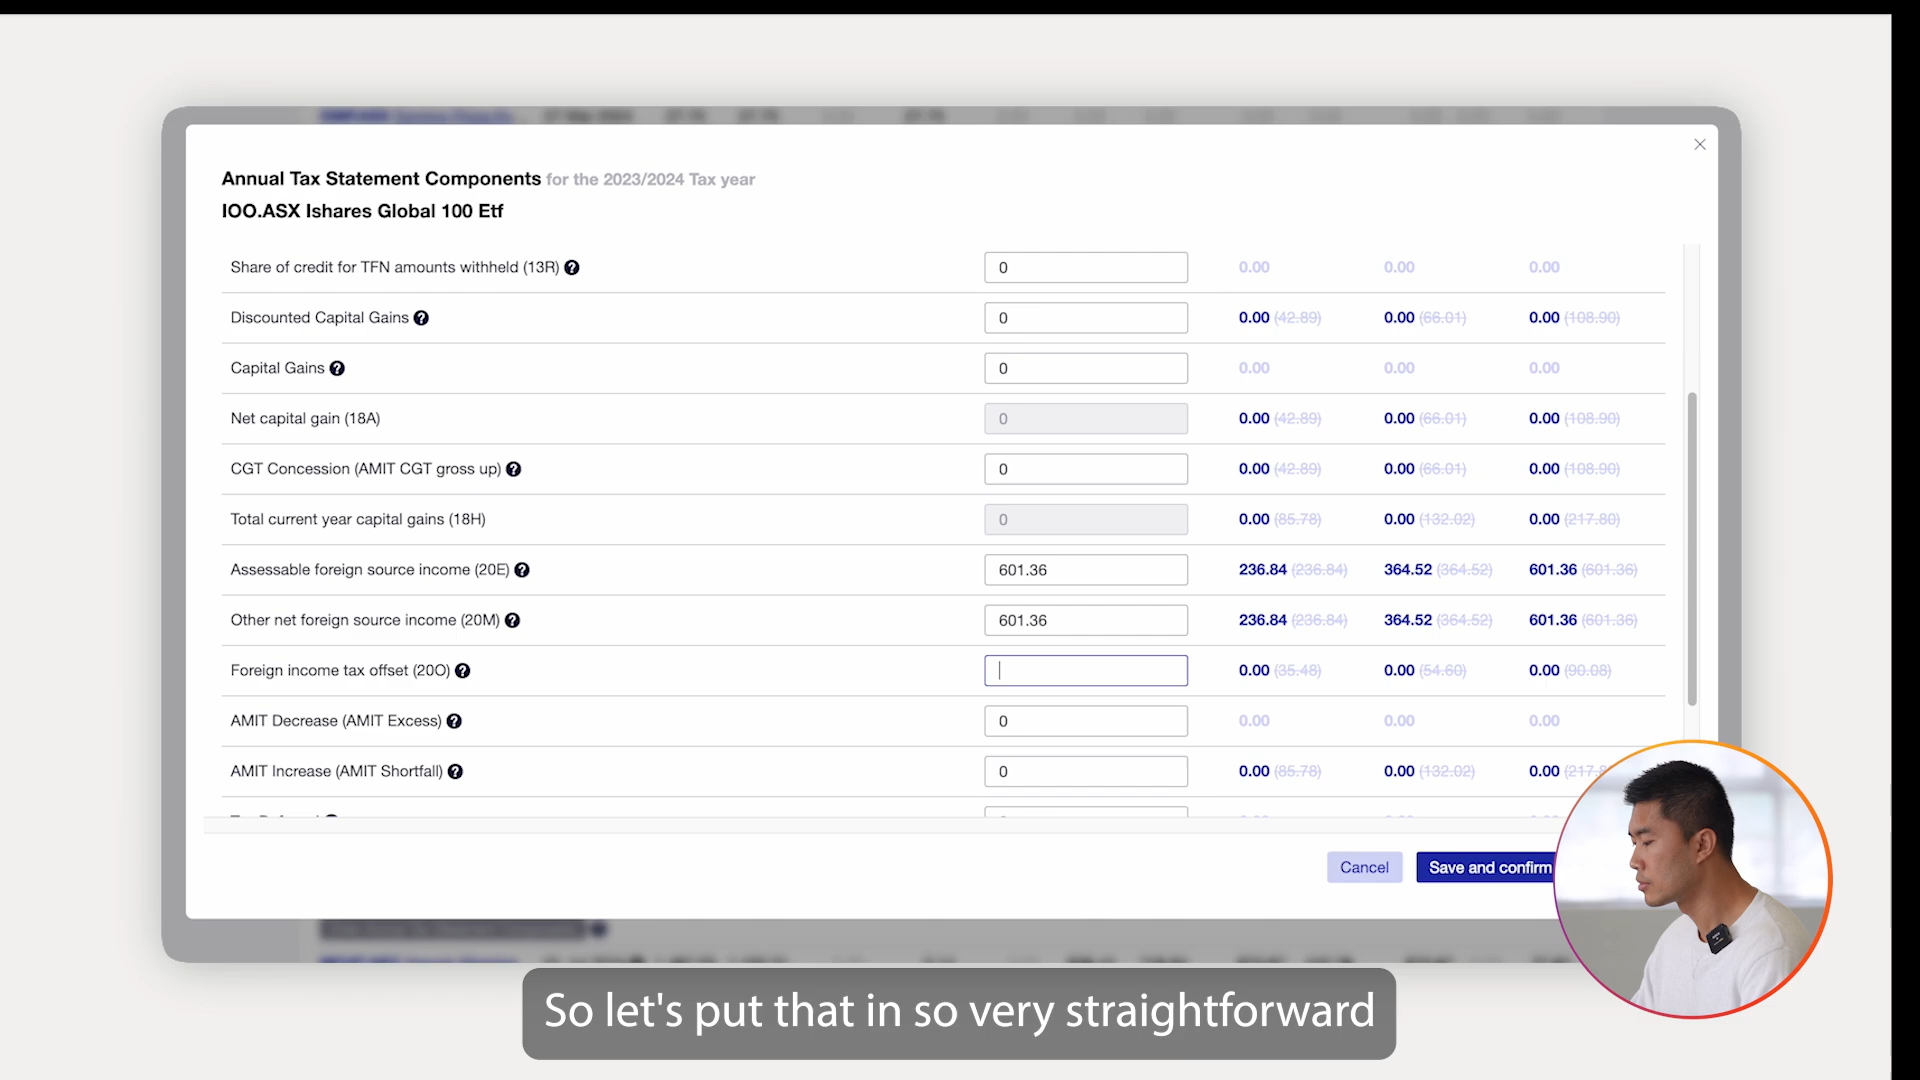 Annual Tax Statement Components for the 2023/2024 Tax year
IOO.ASX Ishares Global 100 Etf
Share of credit for TFN amounts withheld (13R) ? 0 0.00 0.00 0.00
Discounted Capital Gains ? 0 0.00 (42.89) 0.00 (66.01) 0.00 (108.90)
Capital Gains ? 0 0.00 0.00 0.00
Net capital gain (18A) 0 0.00 (42.89) 0.00 (66.01) 0.00 (108.90)
CGT Concession (AMIT CGT gross up) ? 0 0.00 (42.89) 0.00 (66.01) 0.00 (108.90)
Total current year capital gains (18H) 0 0.00 (85.78) 0.00 (132.02) 0.00 (217.80)
Assessable foreign source income (20E) ? 601.36 236.84 (236.84) 364.52 (364.52) 601.36 (601.36)
Other net foreign source income (20M) ? 601.36 236.84 (236.84) 364.52 (364.52) 601.36 (601.36)
Foreign income tax offset (20O) ? 0.00 (35.48) 0.00 (54.60) 0.00 (90.08)
AMIT Decrease (AMIT Excess) ? 0 0.00 0.00 0.00
AMIT Increase (AMIT Shortfall) ? 0 0.00 (85.78) 0.00 (132.02) 0.00
Cancel Save and confirm
So let's put that in so very straightforward